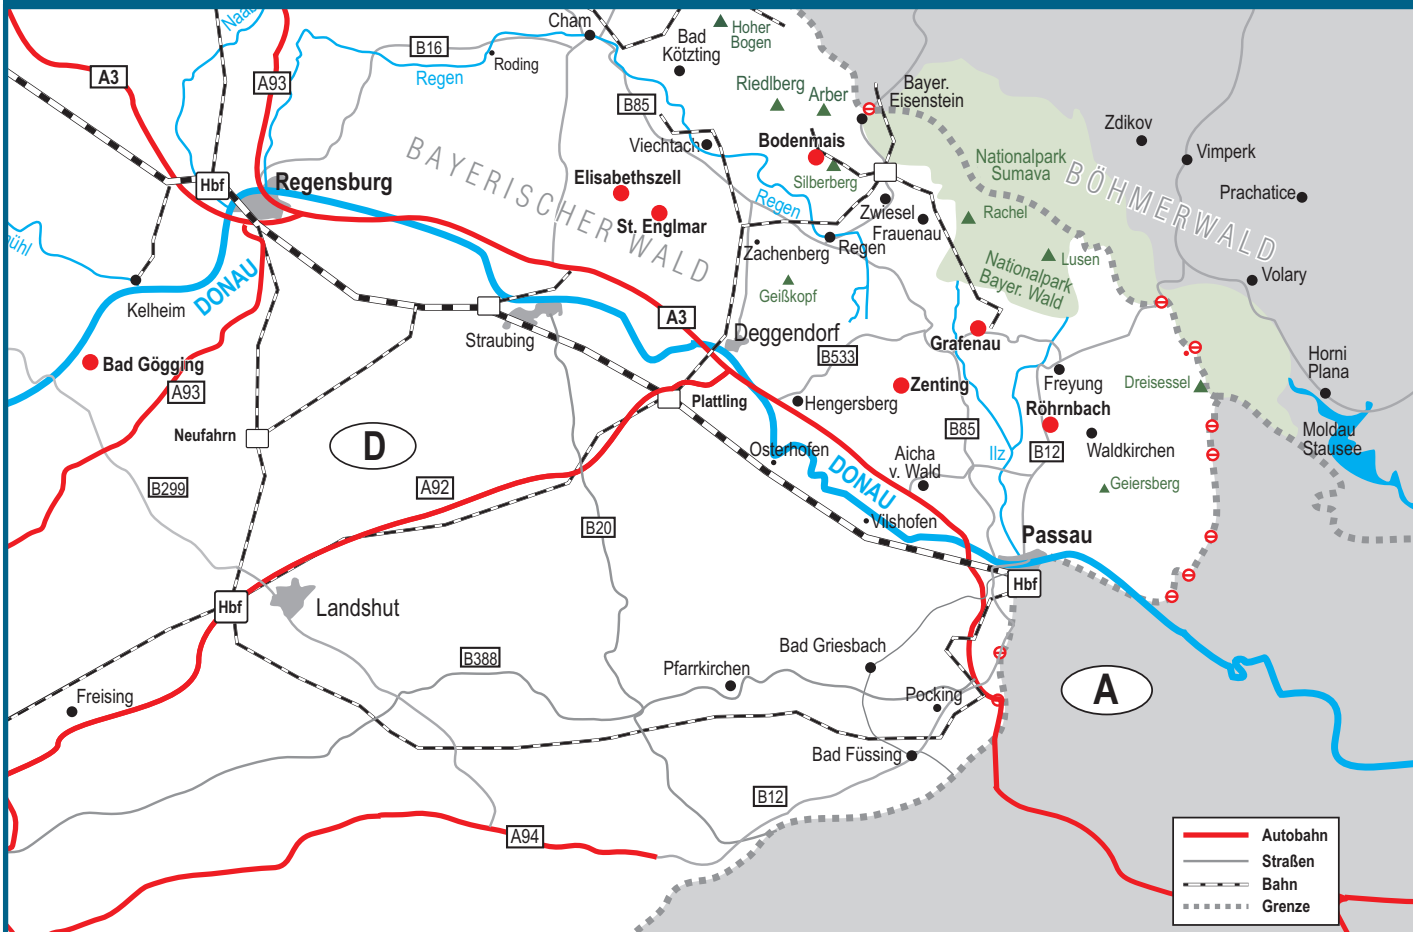 Naab
Cham
Hoher
Bogen
Bad
Kötzting
B16
Roding
A3
A93
Regen
Riedlberg
Arber
Bayer.
Eisenstein
B85
Zdikov
Viechtach
Bodenmais
Vimperk
Nationalpark
Sumava
BÖHMERWALD
BAYERISCHER WALD
Hbf
Regensburg
Elisabethszell
Silberberg
Prachatice
St. Englmar
Regen
Zwiesel
Frauenau
Rachel
mühl
Zachenberg
Regen
Lusen
Nationalpark
Bayer. Wald
Volary
DONAU
Geißkopf
Kelheim
Straubing
A3
Deggendorf
Grafenau
B533
Horni
Plana
Bad Gögging
A93
Zenting
Freyung
Dreisessel
Plattling
Hengersberg
Röhrnbach
Neufahrn
D
B85
B12
Waldkirchen
Moldau
Stausee
Osterhofen
Aicha
v. Wald
Ilz
B299
A92
DONAU
Geiersberg
B20
Vilshofen
Passau
Hbf
Hbf
Landshut
B388
Pfarrkirchen
Bad Griesbach
Freising
Pocking
A
Bad Füssing
B12
A94
Autobahn
Straßen
Bahn
Grenze